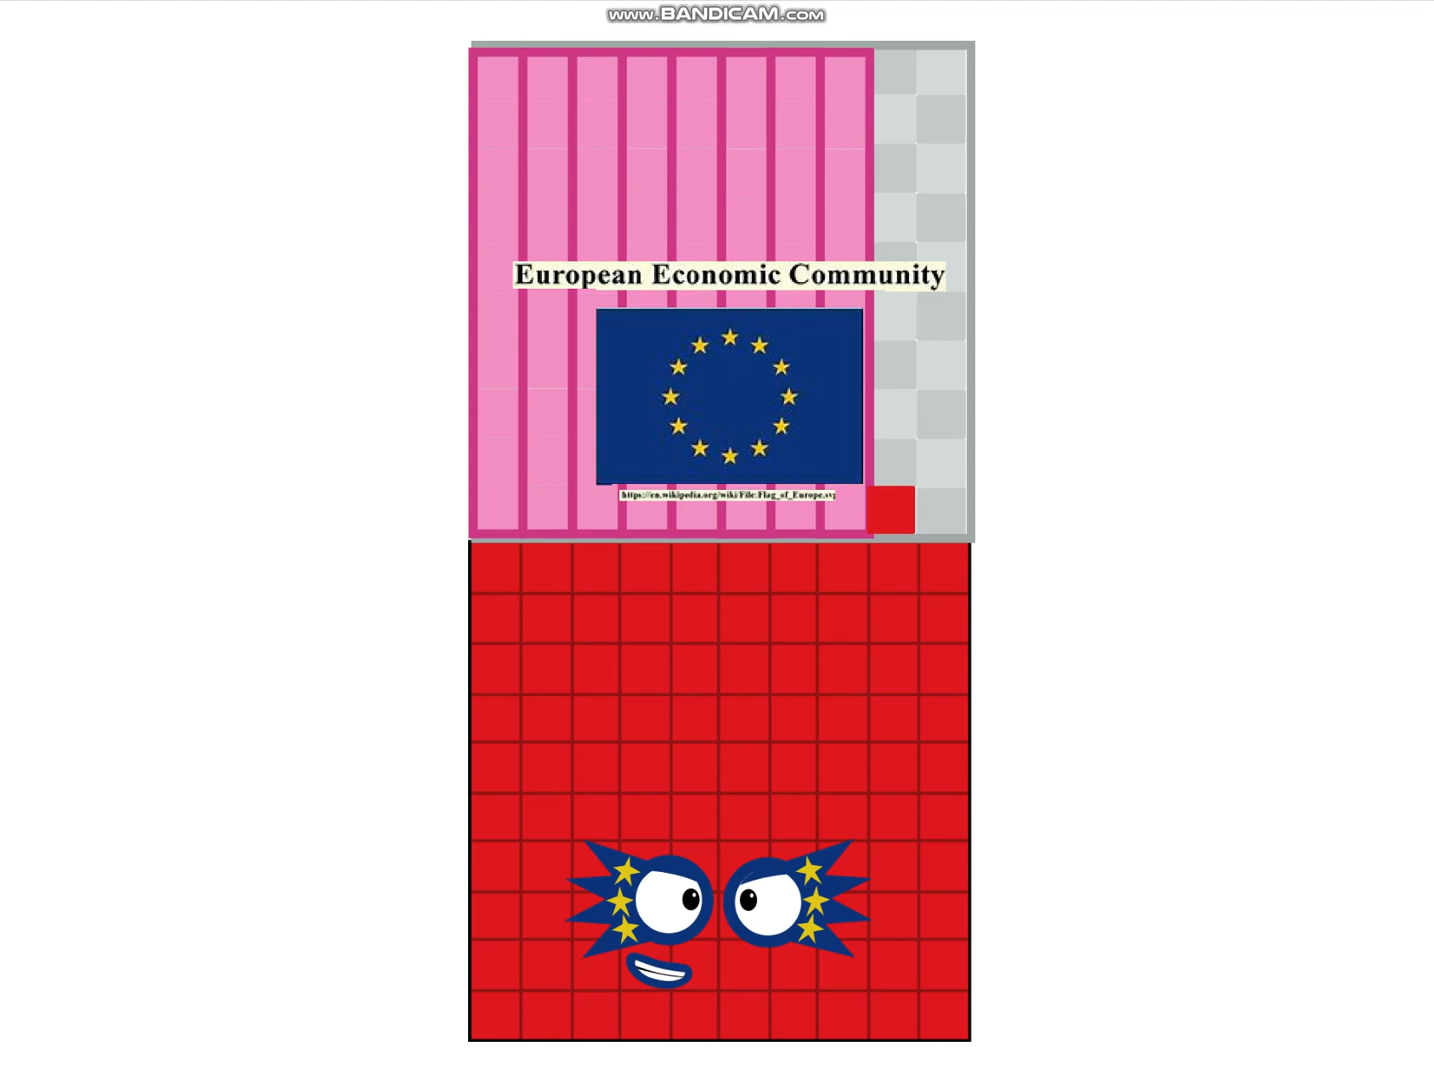 www.BANDICAM.com
European Economic Community
https://en.wikipedia.org/wiki/File:Flag_of_Europe.svg